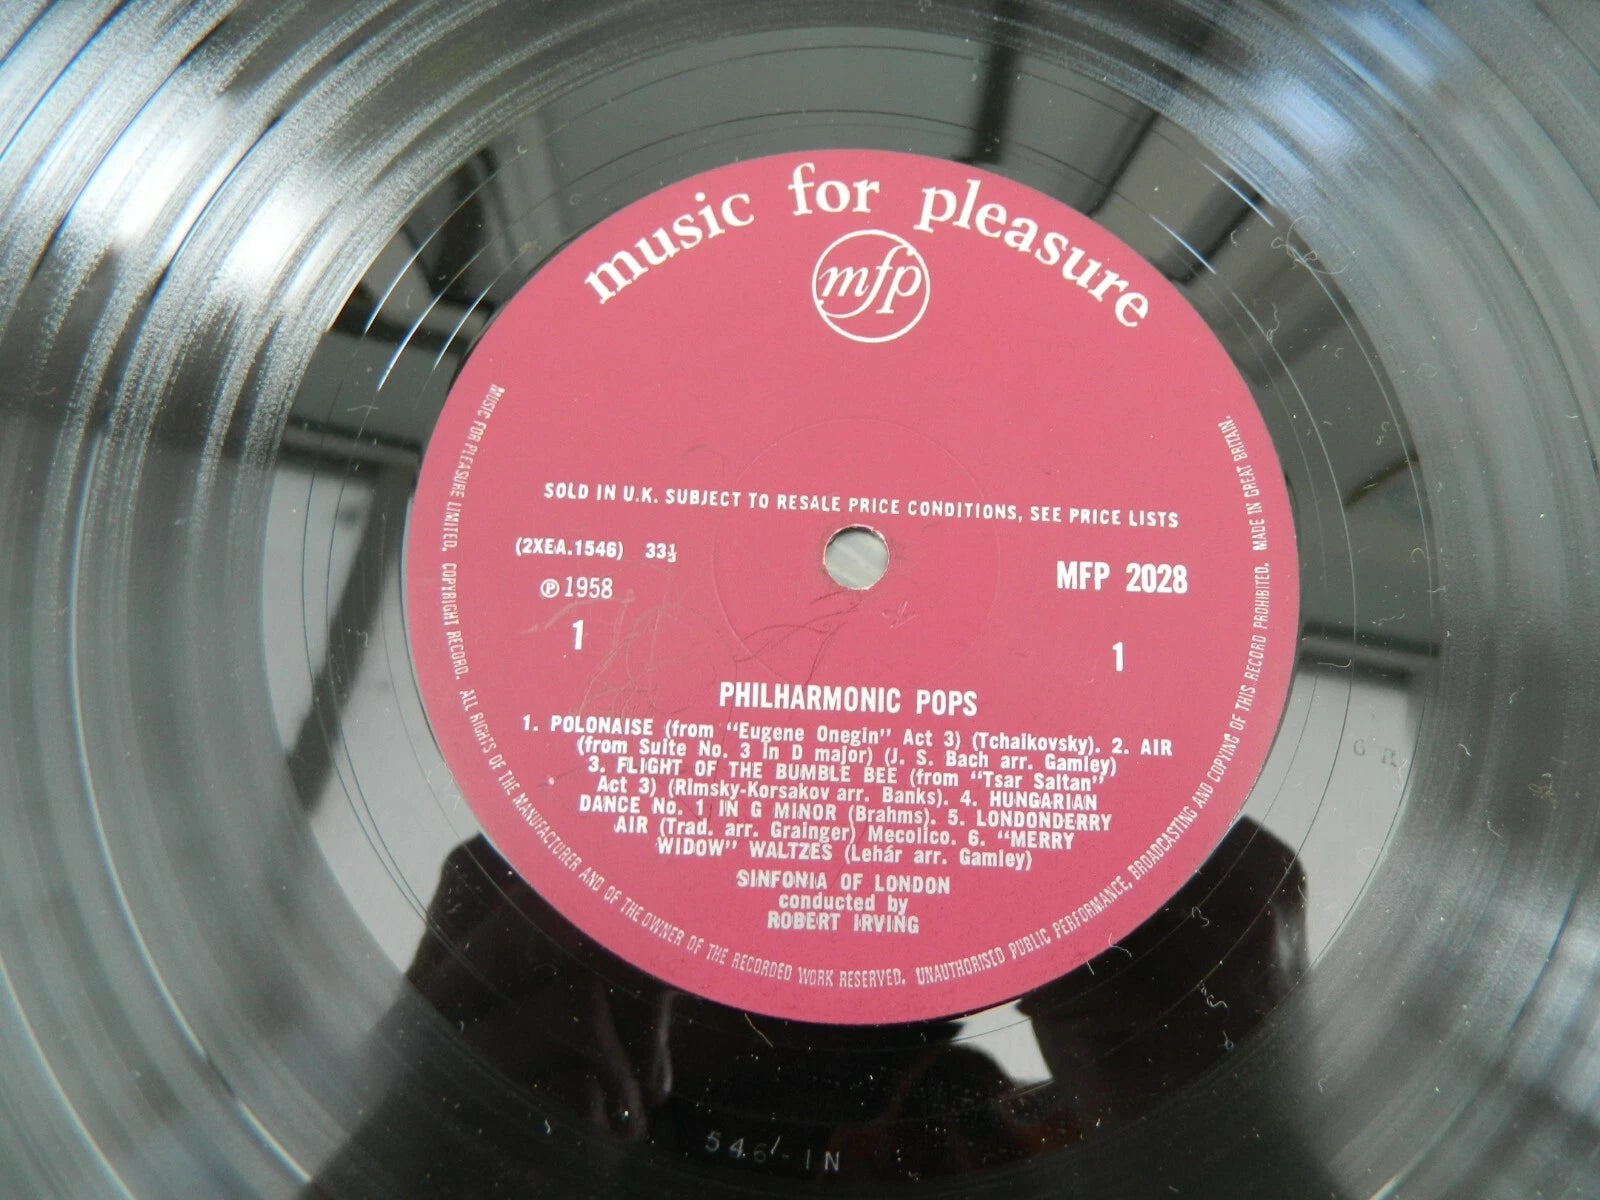 music for pleasure
mfp
SOLD IN U.K. SUBJECT TO RESALE PRICE CONDITIONS, SEE PRICE LISTS
(2XEA.1546) 33⅓
MFP 2028
℗ 1958
1
1
PHILHARMONIC POPS
1. POLONAISE (from "Eugene Onegin" Act 3) (Tchaikovsky). 2. AIR
(from Suite No. 3 in D major) (J. S. Bach arr. Gamley)
3. FLIGHT OF THE BUMBLE BEE (from "Tsar Saltan"
Act 3) (Rimsky-Korsakov arr. Banks). 4. HUNGARIAN
DANCE No. 1 IN G MINOR (Brahms). 5. LONDONDERRY
AIR (Trad. arr. Grainger) Mecolico. 6. "MERRY
WIDOW" WALTZES (Lehár arr. Gamley)
SINFONIA OF LONDON
conducted by
ROBERT IRVING
MUSIC FOR PLEASURE LIMITED. COPYRIGHT RECORD. ALL RIGHTS OF THE MANUFACTURER AND OF THE OWNER OF THE RECORDED WORK RESERVED. UNAUTHORISED PUBLIC PERFORMANCE, BROADCASTING AND COPYING OF THIS RECORD PROHIBITED. MADE IN GREAT BRITAIN.
G R
546 - 1N